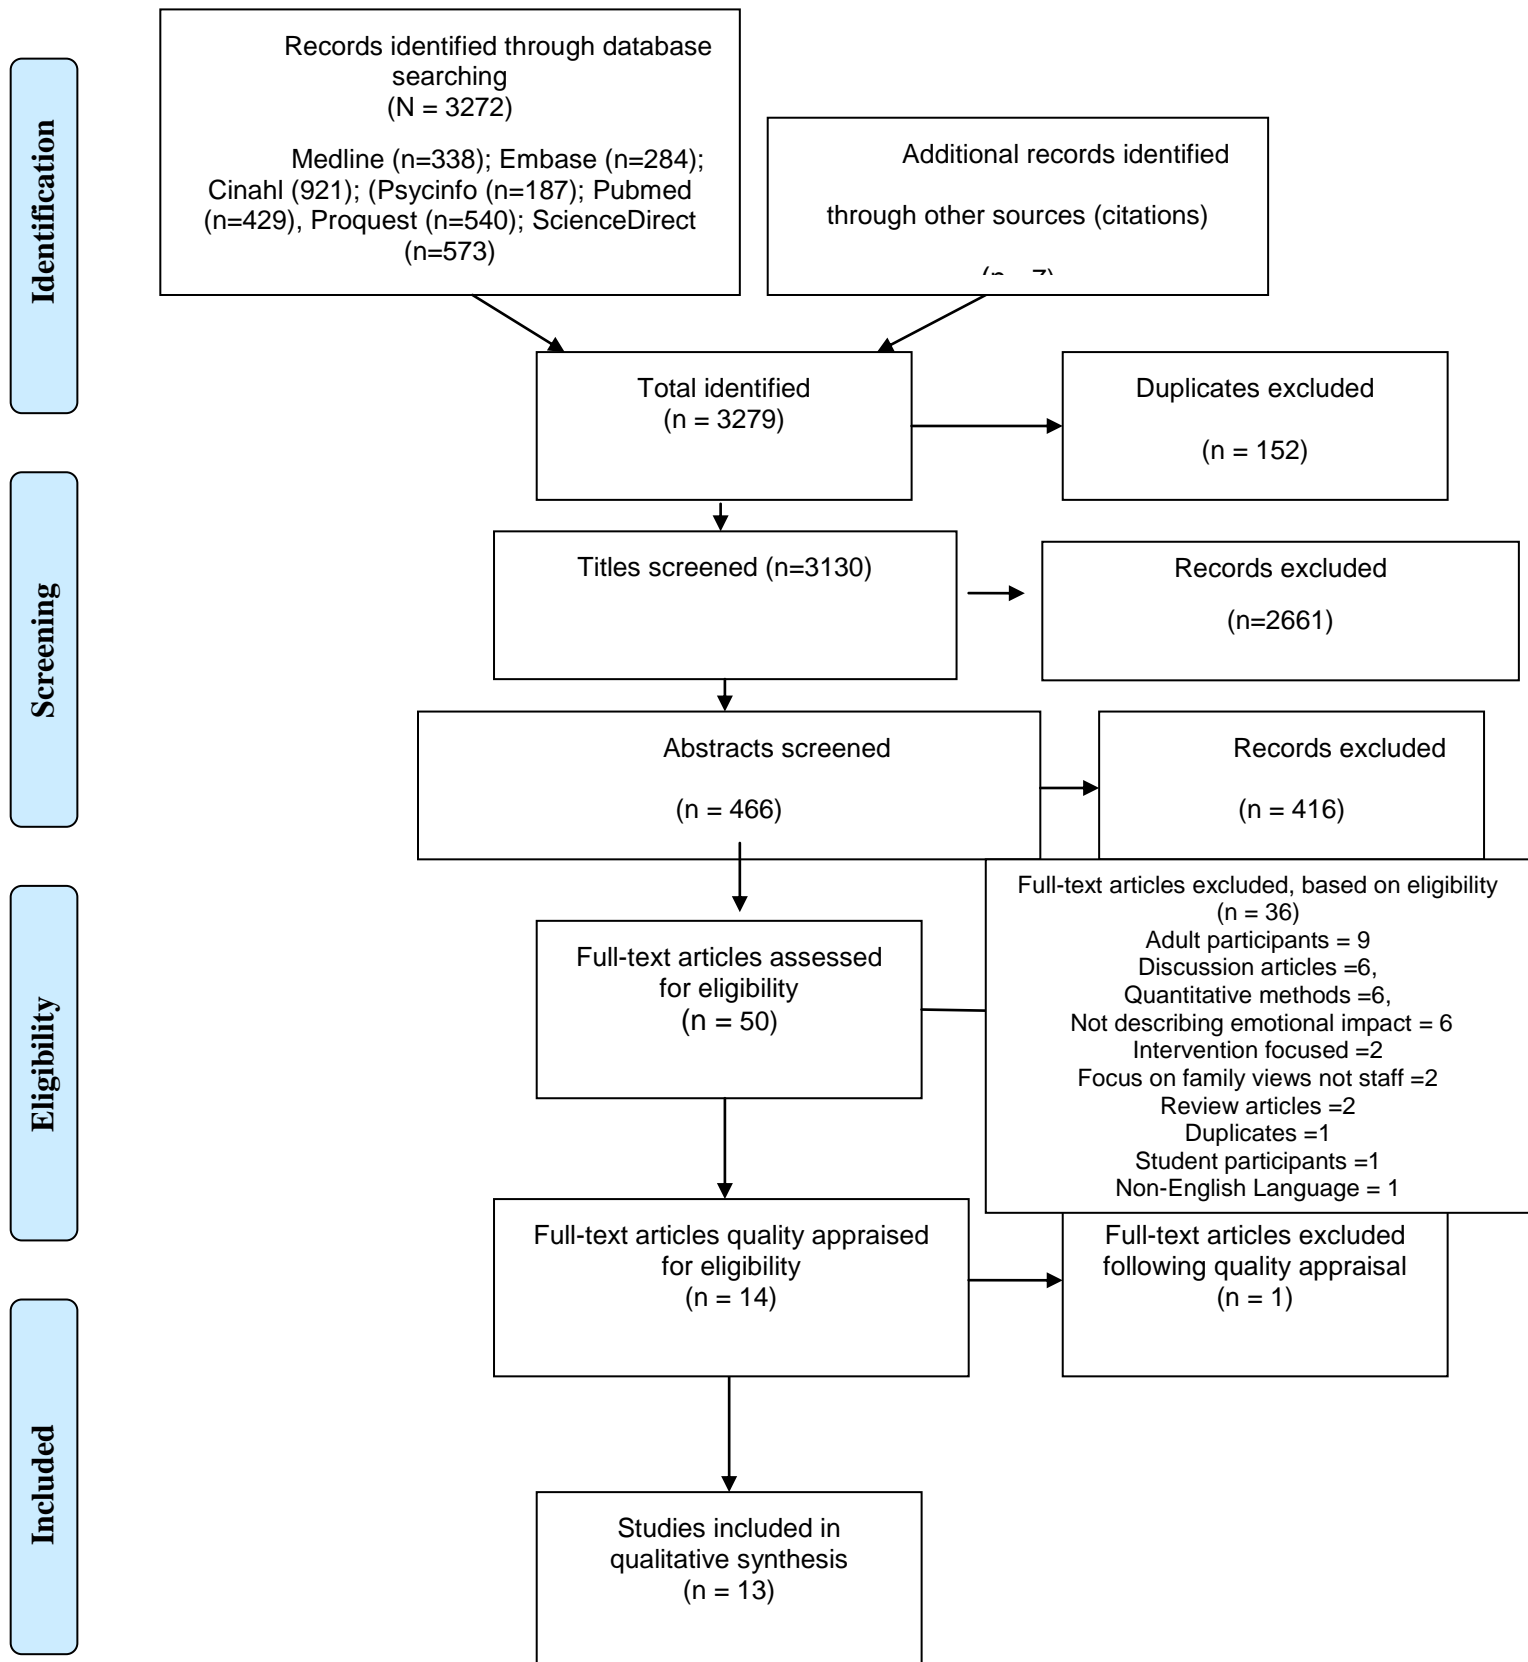 Identification
Records identified through database
searching
(N = 3272)
Medline (n=338); Embase (n=284);
Cinahl (921); (Psycinfo (n=187); Pubmed
(n=429), Proquest (n=540); ScienceDirect
(n=573)
Additional records identified
through other sources (citations)
Total identified
(n = 3279)
Duplicates excluded
(n = 152)
Screening
Titles screened (n=3130)
Records excluded
(n=2661)
Abstracts screened
(n = 466)
Records excluded
(n = 416)
Eligibility
Full-text articles assessed
for eligibility
(n = 50)
Full-text articles excluded, based on eligibility
(n = 36)
Adult participants = 9
Discussion articles =6,
Quantitative methods =6,
Not describing emotional impact = 6
Intervention focused =2
Focus on family views not staff =2
Review articles =2
Duplicates =1
Student participants =1
Non-English Language = 1
Full-text articles quality appraised
for eligibility
(n = 14)
Full-text articles excluded
following quality appraisal
(n = 1)
Included
Studies included in
qualitative synthesis
(n = 13)